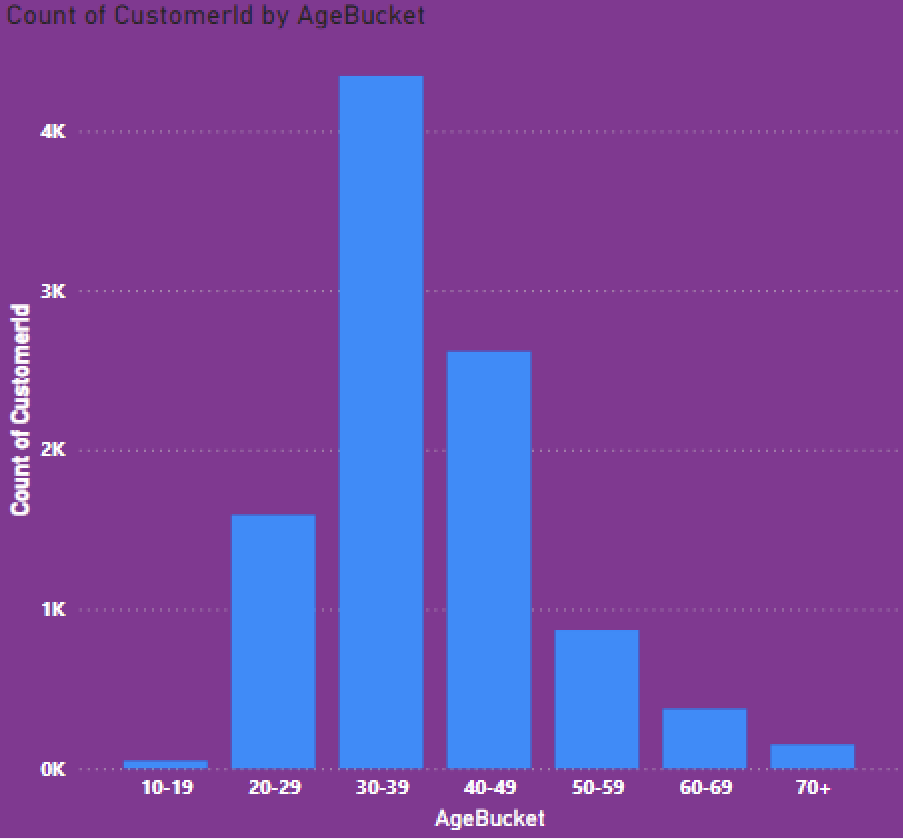 Count of CustomerId by AgeBucket
4K
3K
2K
1K
0K
Count of CustomerId
10-19 20-29 30-39 40-49 50-59 60-69 70+
AgeBucket